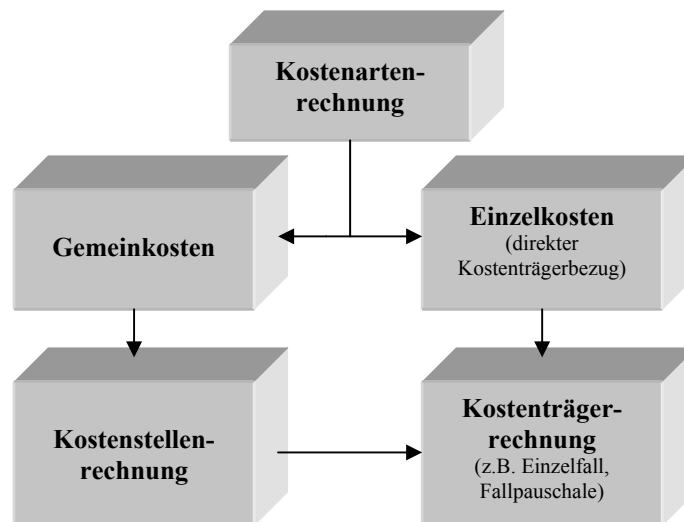 Kostenarten-
rechnung
Gemeinkosten
Einzelkosten
(direkter
Kostenträgerbezug)
Kostenstellen-
rechnung
Kostenträger-
rechnung
(z.B. Einzelfall,
Fallpauschale)